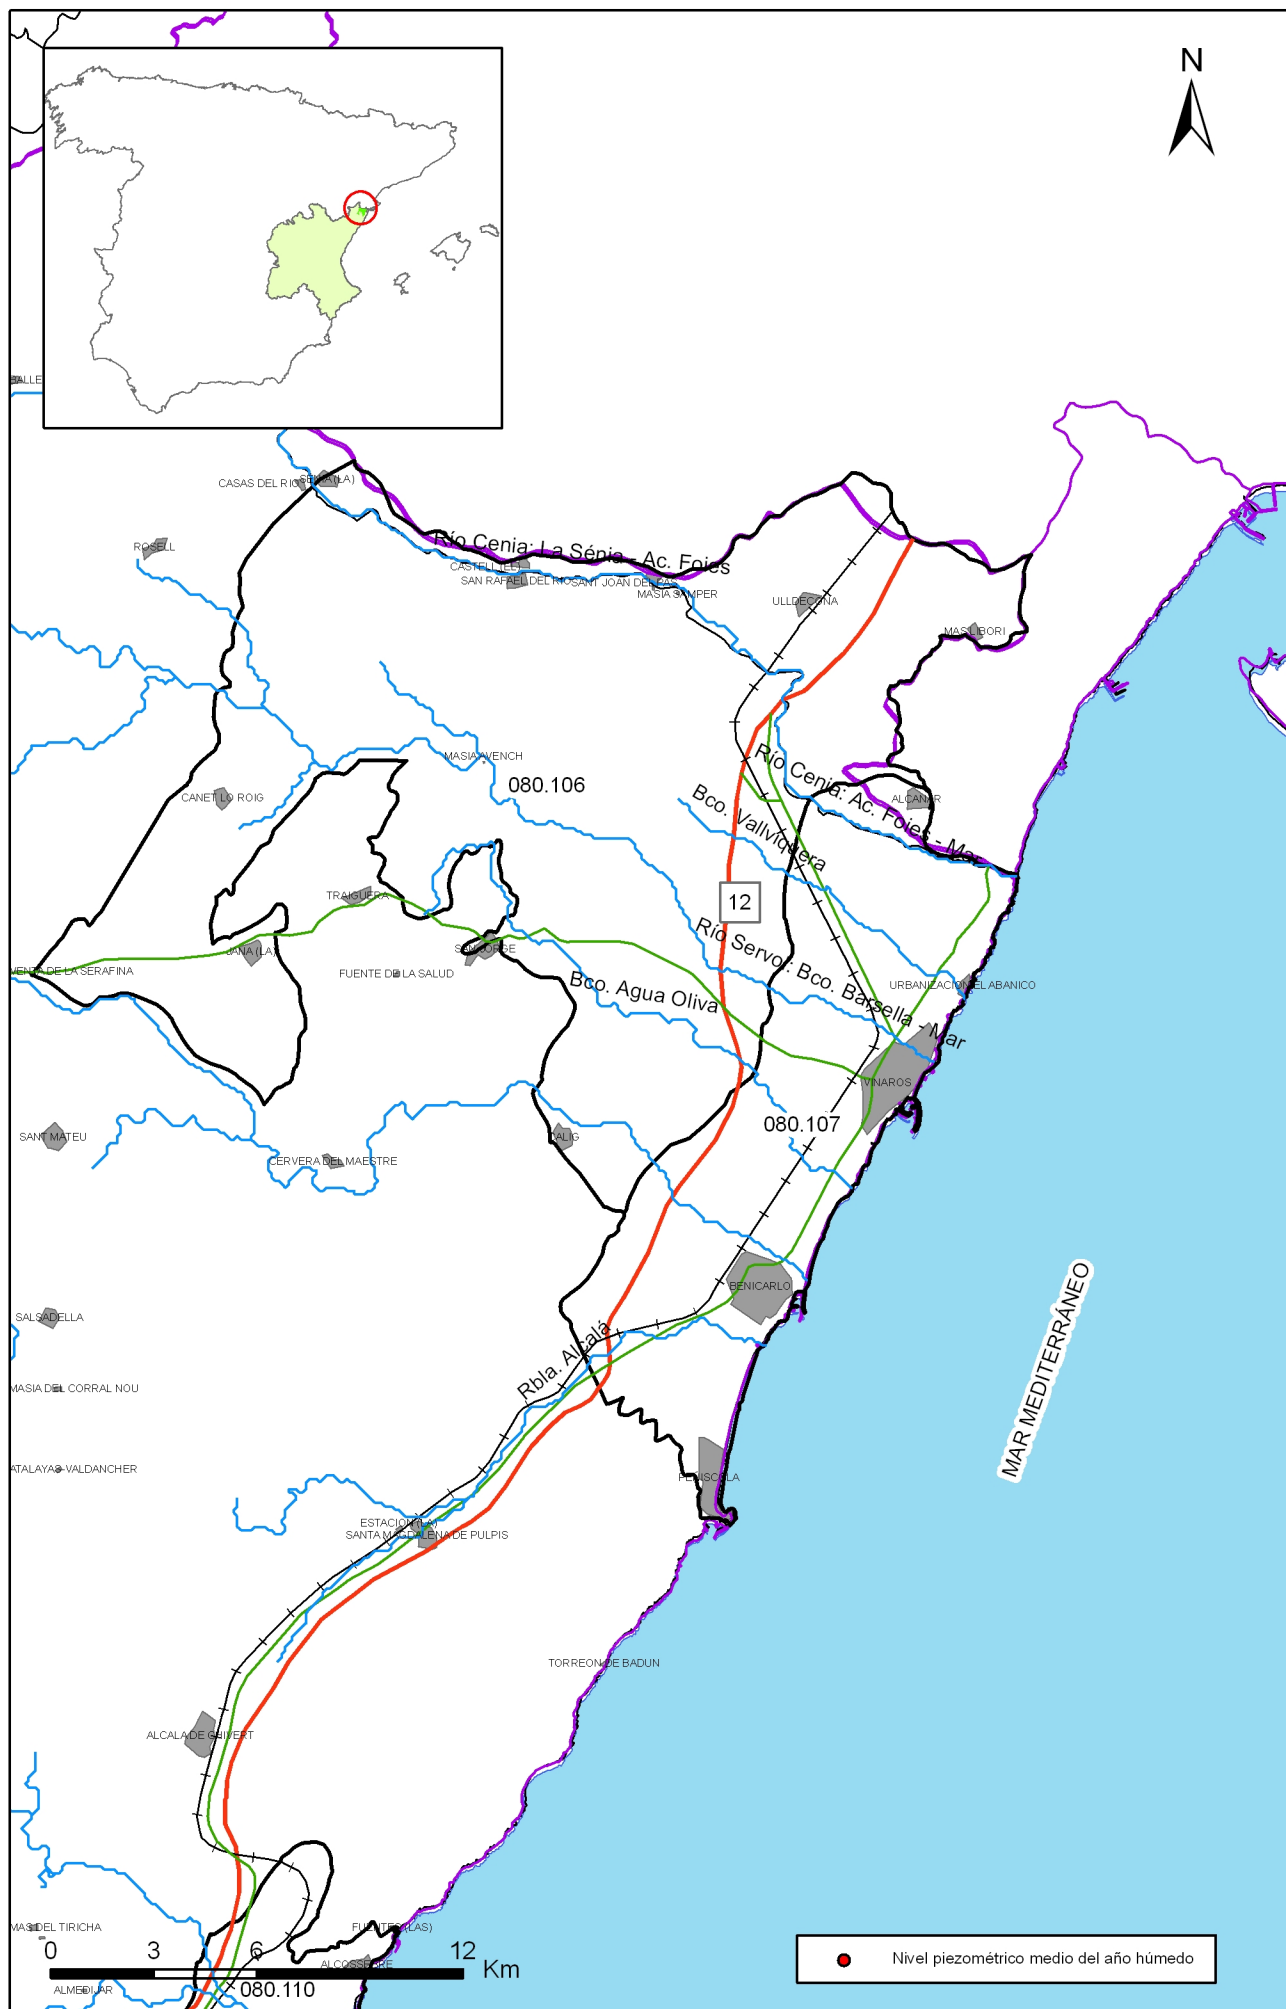 N
SENIA (LA)
CASAS DEL RIO
ROSELL
Río Cenia: La Sénia - Ac. Foies
CASTELL (EL)
SAN RAFAEL DEL RIO
SANT JOAN DEL PAS
MASIA SAMPER
ULLDECONA
MAS LIBORI
MASIA AVENCH
080.106
CANET LO ROIG
Río Cenia: Ac. Foies - Mar
ALCANAR
Bco. Vallviquera
TRAIGUERA
12
Río Servol: Bco. Barsella - Mar
SAN JORGE
JANA (LA)
VENTA DE LA SERAFINA
FUENTE DE LA SALUD
Bco. Agua Oliva
URBANIZACION EL ABANICO
VINAROS
080.107
SANT MATEU
CALIG
CERVERA DEL MAESTRE
BENICARLO
SALSADELLA
MAR MEDITERRÁNEO
Rbla. Alcalá
MASIA DEL CORRAL NOU
ATALAYAS-VALDANCHER
PEÑISCOLA
ESTACION (LA)
SANTA MAGDALENA DE PULPIS
TORREON DE BADUN
ALCALA DE CHIVERT
MAS DEL TIRICHA
FUENTES (LAS)
0 3 6 12
Km
ALCOSSEBRE
ALMEDIJAR
080.110
Nivel piezométrico medio del año húmedo